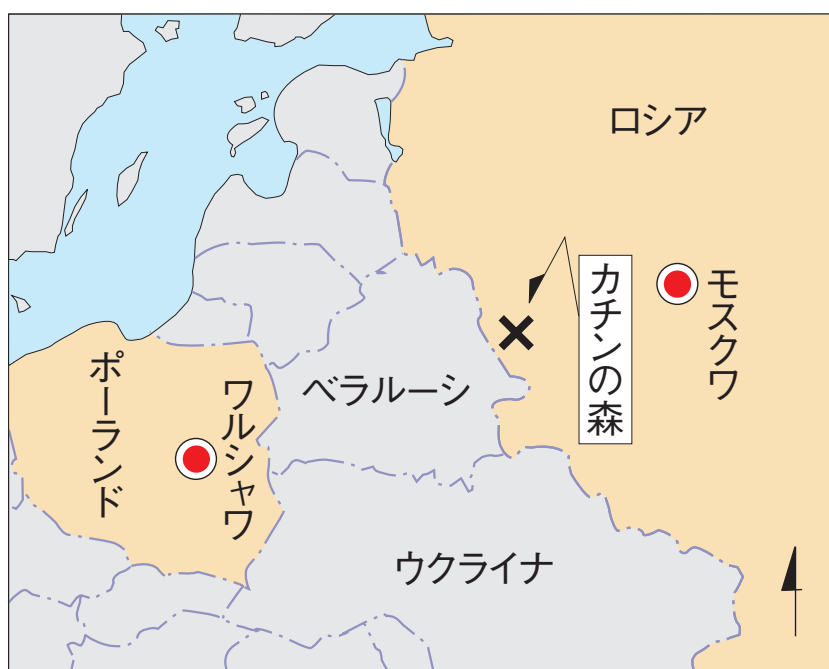 ロシア
モスクワ
カチンの森
ベラルーシ
ポーランド
ワルシャワ
ウクライナ